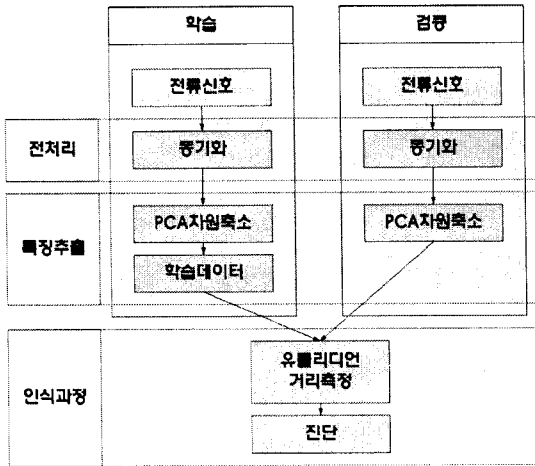 학습
검증
전류신호
전류신호
전처리
동기화
동기화
특징추출
PCA차원축소
PCA차원축소
학습데이터
인식과정
유클리디언
거리측정
진단